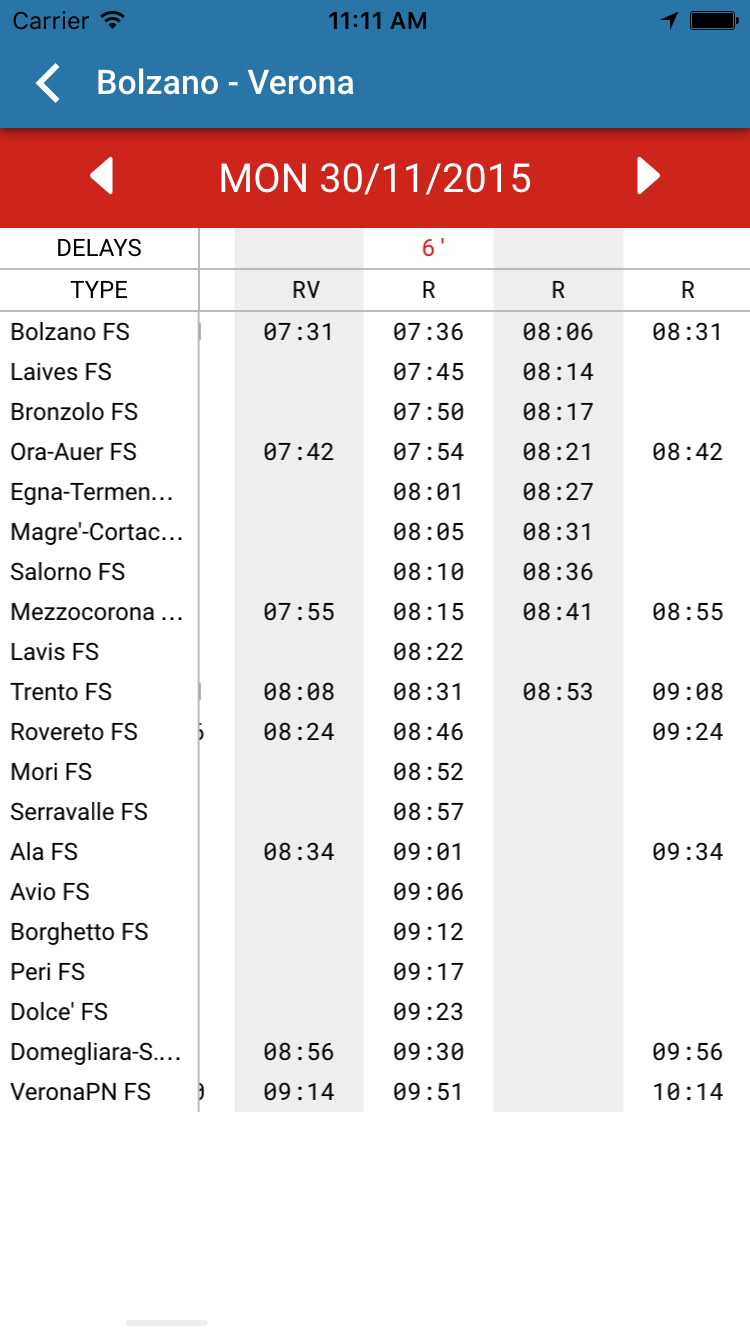 Carrier 11:11 AM
Bolzano - Verona
MON 30/11/2015
DELAYS 6'
TYPE RV R R R
Bolzano FS 07:31 07:36 08:06 08:31
Laives FS 07:45 08:14
Bronzolo FS 07:50 08:17
Ora-Auer FS 07:42 07:54 08:21 08:42
Egna-Termen... 08:01 08:27
Magre'-Cortac... 08:05 08:31
Salorno FS 08:10 08:36
Mezzocorona ... 07:55 08:15 08:41 08:55
Lavis FS 08:22
Trento FS 08:08 08:31 08:53 09:08
Rovereto FS 08:24 08:46 09:24
Mori FS 08:52
Serravalle FS 08:57
Ala FS 08:34 09:01 09:34
Avio FS 09:06
Borghetto FS 09:12
Peri FS 09:17
Dolce' FS 09:23
Domegliara-S.... 08:56 09:30 09:56
VeronaPN FS 09:14 09:51 10:14